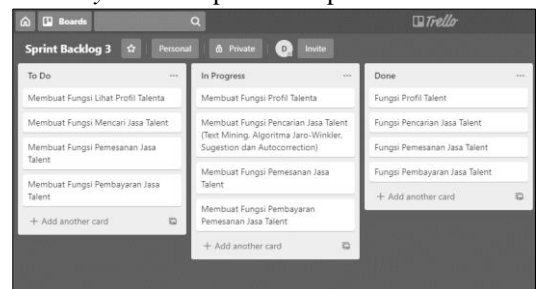 Boards
Trello
Sprint Backlog 3
Personal
Private
D
Invite
To Do
Membuat Fungsi Lihat Profil Talenta
Membuat Fungsi Mencari Jasa Talent
Membuat Fungsi Pemesanan Jasa
Talent
Membuat Fungsi Pembayaran Jasa
Talent
+ Add another card
In Progress
Membuat Fungsi Profil Talenta
Membuat Fungsi Pencarian Jasa Talent
(Text Mining, Algoritma Jaro-Winkler,
Sugestion dan Autocorrection)
Membuat Fungsi Pemesanan Jasa
Talent
Membuat Fungsi Pembayaran
Pemesanan Jasa Talent
+ Add another card
Done
Fungsi Profil Talent
Fungsi Pencarian Jasa Talent
Fungsi Pemesanan Jasa Talent
Fungsi Pembayaran Jasa Talent
+ Add another card